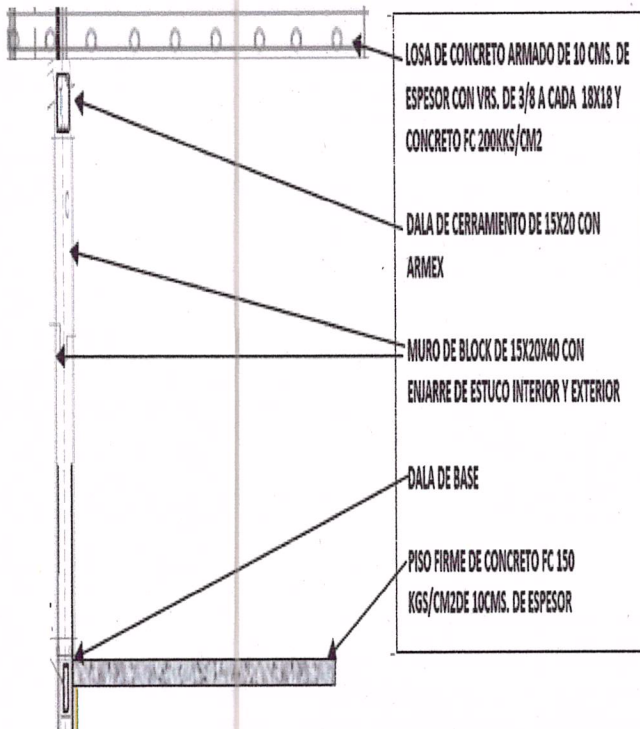 LOSA DE CONCRETO ARMADO DE 10 CMS. DE
ESPESOR CON VRS. DE 3/8 A CADA 18X18 Y
CONCRETO FC 200KKS/CM2
DALA DE CERRAMIENTO DE 15X20 CON
ARMEX
MURO DE BLOCK DE 15X20X40 CON
ENJARRE DE ESTUCO INTERIOR Y EXTERIOR
DALA DE BASE
PISO FIRME DE CONCRETO FC 150
KGS/CM2DE 10CMS. DE ESPESOR